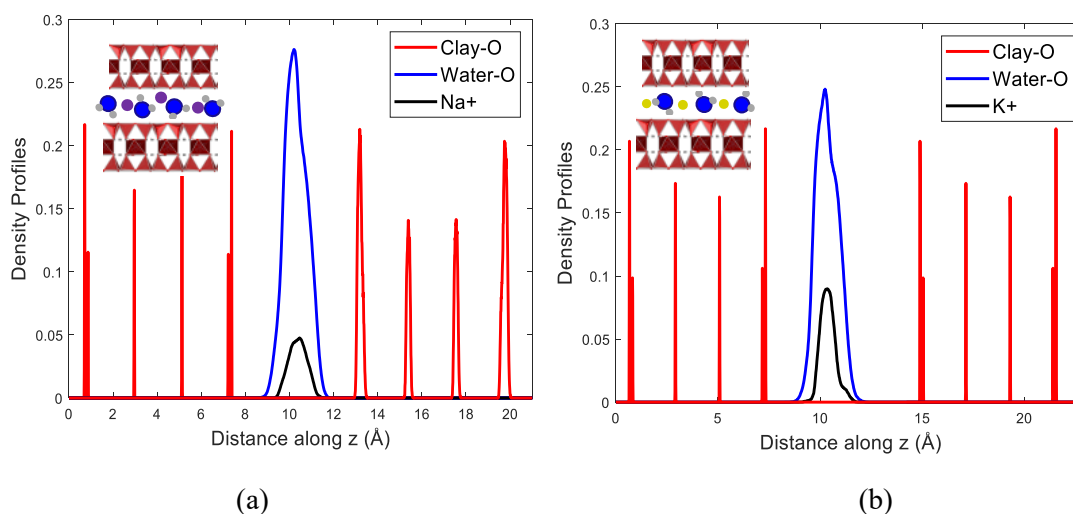 0.3
0.25
0.2
0.15
0.1
0.05
0
Density Profiles
Clay-O
Water-O
Na+
0 2 4 6 8 10 12 14 16 18 20
Distance along z (Å)
(a)
0.3
0.25
0.2
0.15
0.1
0.05
0
Density Profiles
Clay-O
Water-O
K+
0 5 10 15 20
Distance along z (Å)
(b)